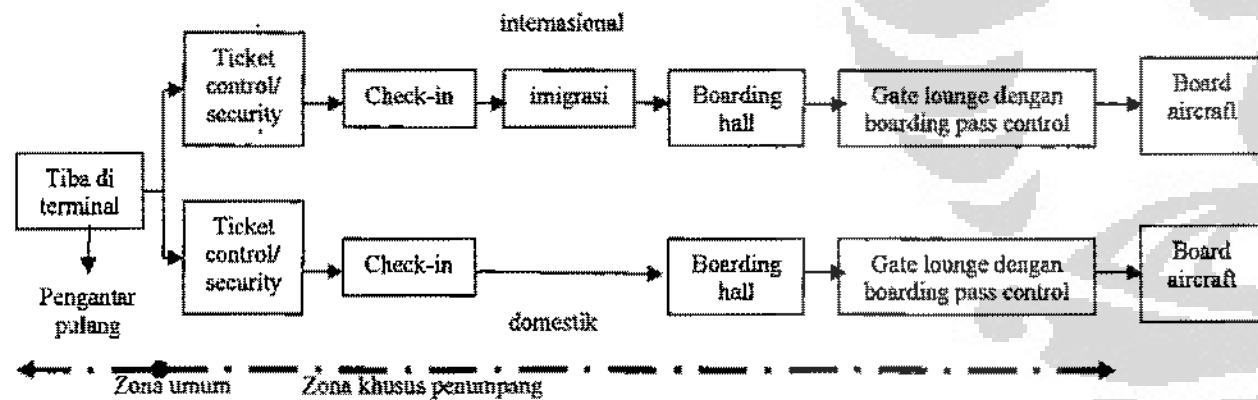 internasional
Ticket
control/
security
Check-in
imigrasi
Boarding
hall
Gate lounge dengan
boarding pass control
Board
aircraft
Tiba di
terminal
Pengantar
pulang
Ticket
control/
security
Check-in
Boarding
hall
Gate lounge dengan
boarding pass control
Board
aircraft
domestik
Zona umum
Zona khusus penumpang